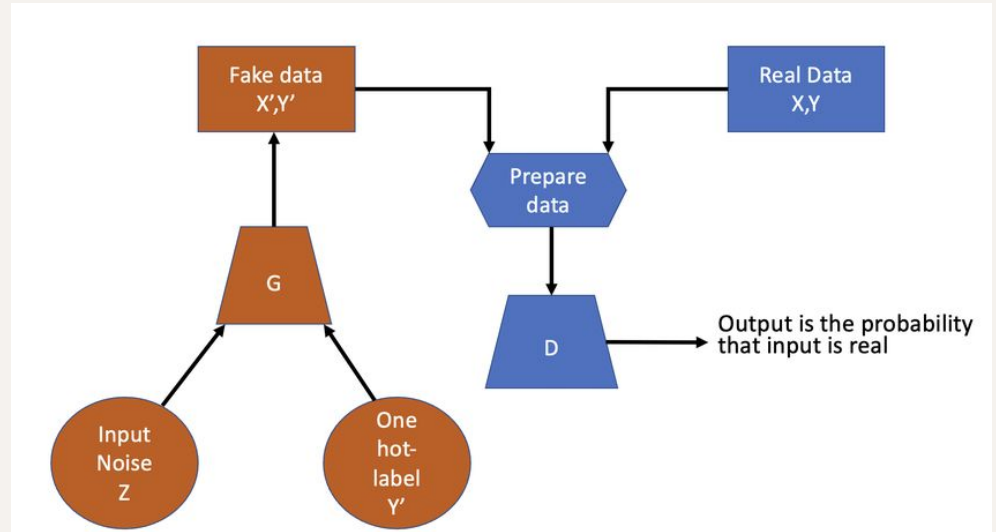 Fake data
X’,Y’
Real Data
X,Y
Prepare
data
G
D
Output is the probability
that input is real
Input
Noise
Z
One
hot-
label
Y’